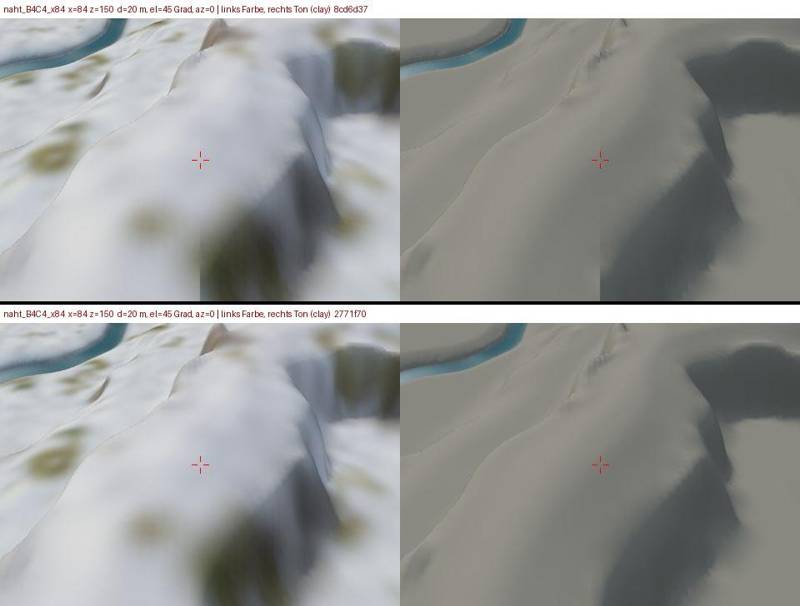 naht_B4C4_x84 x=84 z=150 d=20 m, el=45 Grad, az=0 | links Farbe, rechts Ton (clay) 8cd6d37
naht_B4C4_x84 x=84 z=150 d=20 m, el=45 Grad, az=0 | links Farbe, rechts Ton (clay) 2771f70